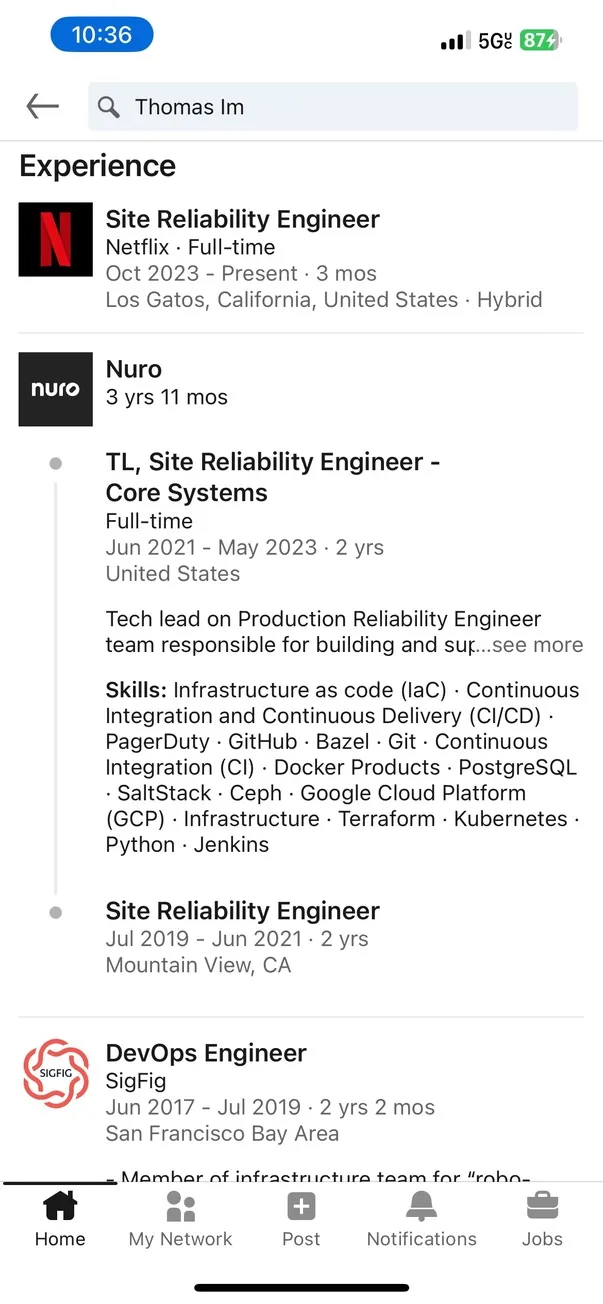 10:36
5G
87
Thomas Im
Experience
Site Reliability Engineer
Netflix · Full-time
Oct 2023 - Present · 3 mos
Los Gatos, California, United States · Hybrid
nuro
Nuro
3 yrs 11 mos
TL, Site Reliability Engineer -
Core Systems
Full-time
Jun 2021 - May 2023 · 2 yrs
United States
Tech lead on Production Reliability Engineer
team responsible for building and sup...see more
Skills: Infrastructure as code (IaC) · Continuous
Integration and Continuous Delivery (CI/CD) ·
PagerDuty · GitHub · Bazel · Git · Continuous
Integration (CI) · Docker Products · PostgreSQL
· SaltStack · Ceph · Google Cloud Platform
(GCP) · Infrastructure · Terraform · Kubernetes ·
Python · Jenkins
Site Reliability Engineer
Jul 2019 - Jun 2021 · 2 yrs
Mountain View, CA
SIGFIG
DevOps Engineer
SigFig
Jun 2017 - Jul 2019 · 2 yrs 2 mos
San Francisco Bay Area
- Member of infrastructure team for “robo-
Home
My Network
Post
Notifications
Jobs